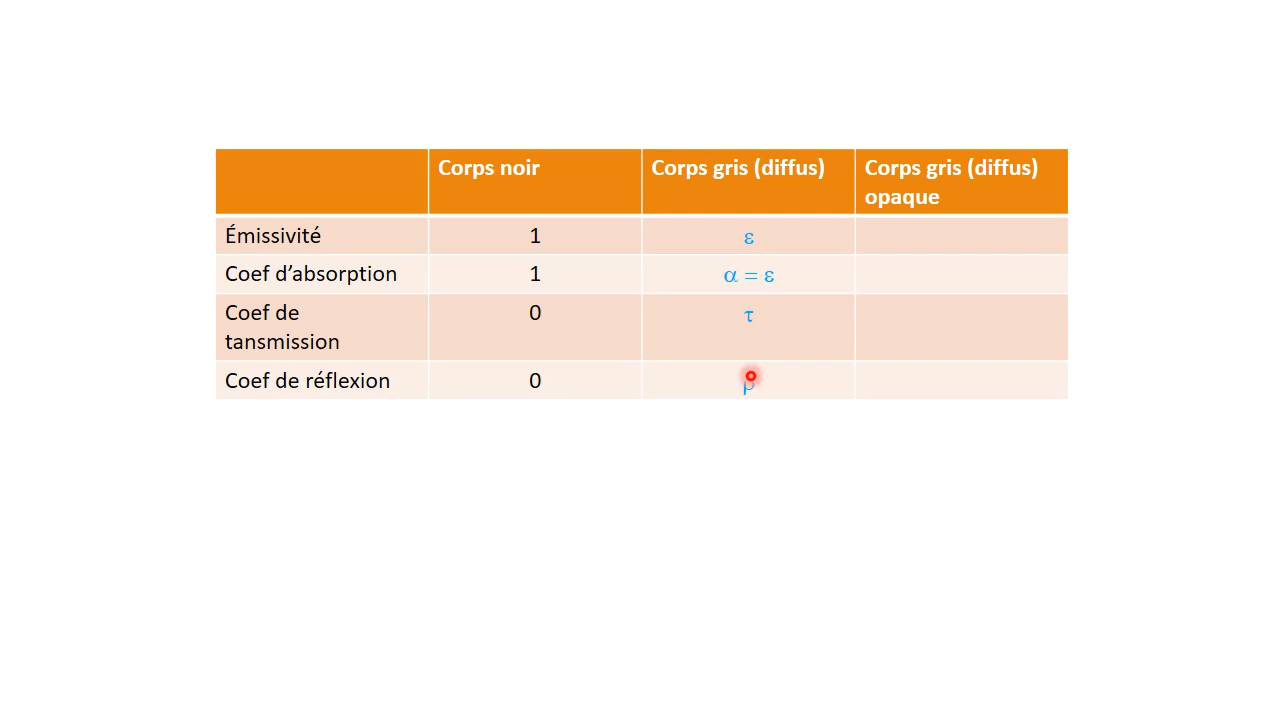 Corps noir Corps gris (diffus) Corps gris (diffus)
opaque
Émissivité 1 ε
Coef d’absorption 1 α = ε
Coef de 0 τ
tansmission
Coef de réflexion 0 ρ